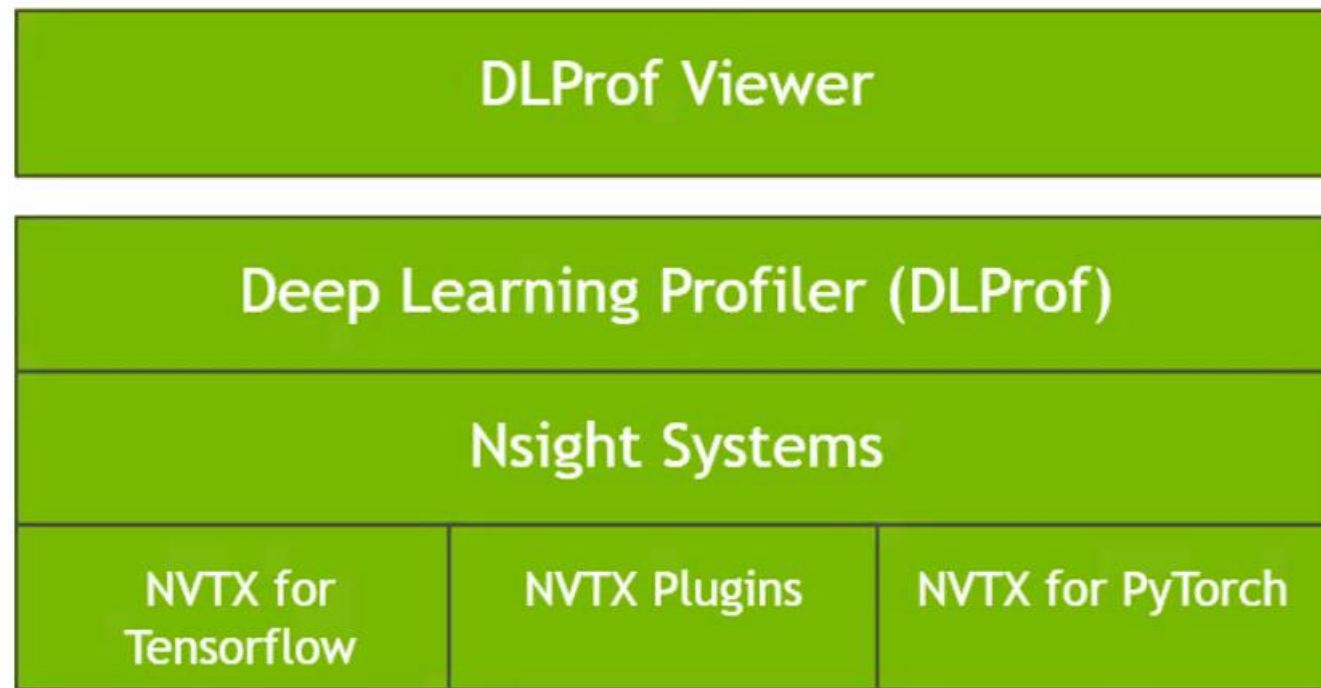 DLProf Viewer
Deep Learning Profiler (DLProf)
Nsight Systems
NVTX for
Tensorflow
NVTX Plugins
NVTX for PyTorch